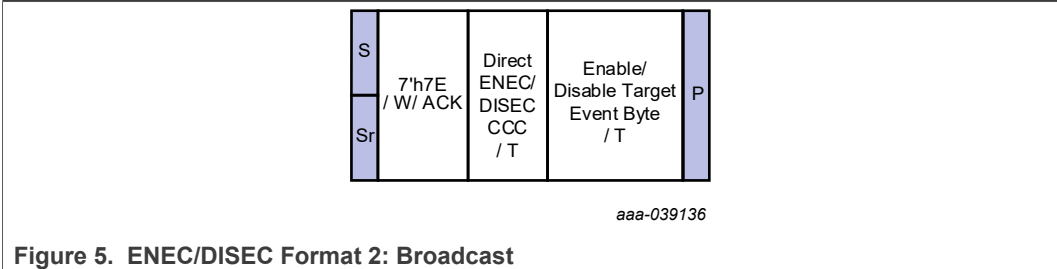 S
Sr
7'h7E
/ W/ ACK
Direct
ENEC/
DISEC
CCC
/ T
Enable/
Disable Target
Event Byte
/ T
P
aaa-039136
Figure 5. ENEC/DISEC Format 2: Broadcast